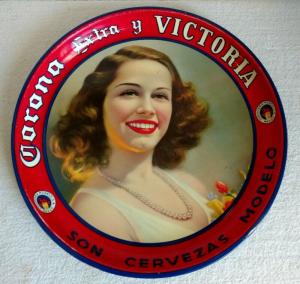 Corona Extra y VICTORIA
SON CERVEZAS MODELO